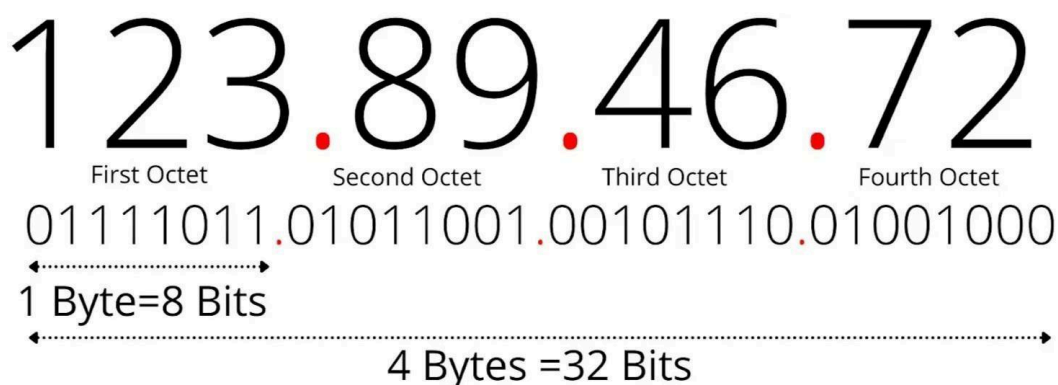 123.89.46.72
First Octet Second Octet Third Octet Fourth Octet
01111011.01011001.00101110.01001000
1 Byte=8 Bits
4 Bytes =32 Bits